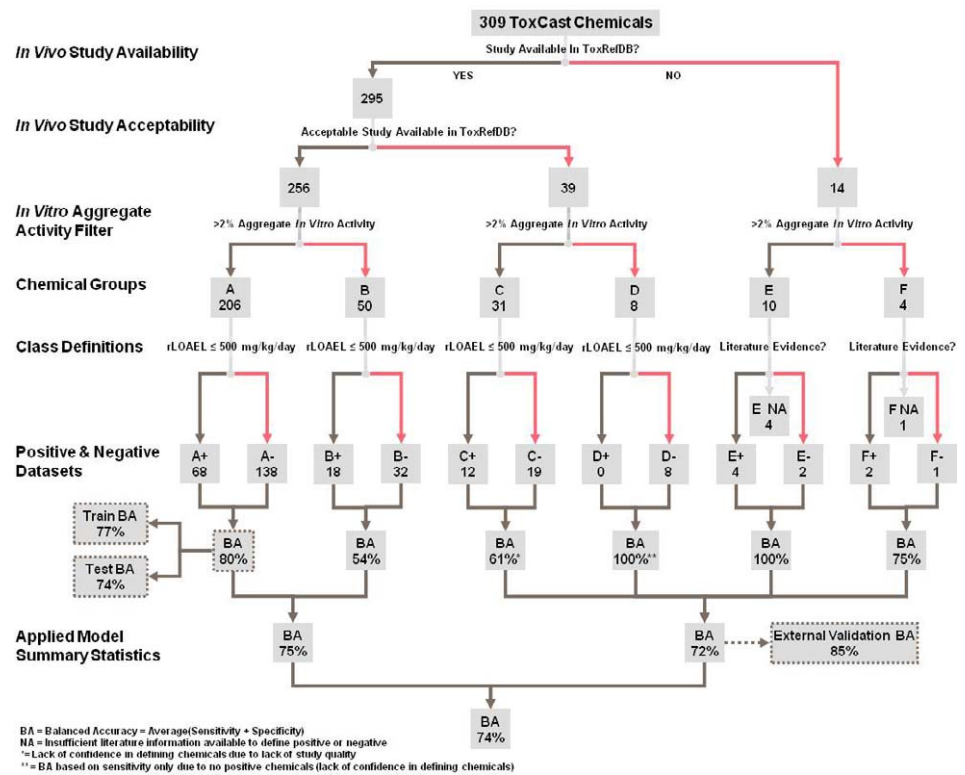 309 ToxCast Chemicals
In Vivo Study Availability
Study Available In ToxRefDB?
YES
NO
295
In Vivo Study Acceptability
Acceptable Study Available in ToxRefDB?
256
39
14
In Vitro Aggregate
Activity Filter
>2% Aggregate In Vitro Activity
>2% Aggregate In Vitro Activity
>2% Aggregate In Vitro Activity
Chemical Groups
A
206
B
50
C
31
D
8
E
10
F
4
Class Definitions
rLOAEL ≤ 500 mg/kg/day
rLOAEL ≤ 500 mg/kg/day
rLOAEL ≤ 500 mg/kg/day
rLOAEL ≤ 500 mg/kg/day
Literature Evidence?
Literature Evidence?
E NA
4
F NA
1
Positive & Negative
Datasets
A+
68
A-
138
B+
18
B-
32
C+
12
C-
19
D+
0
D-
8
E+
4
E-
2
F+
2
F-
1
Train BA
77%
Test BA
74%
BA
80%
BA
54%
BA
61%*
BA
100%**
BA
100%
BA
75%
Applied Model
Summary Statistics
BA
75%
BA
72%
External Validation BA
85%
BA
74%
BA = Balanced Accuracy = Average(Sensitivity + Specificity)
NA = Insufficient literature information available to define positive or negative
*= Lack of confidence in defining chemicals due to lack of study quality
**= BA based on sensitivity only due to no positive chemicals (lack of confidence in defining chemicals)